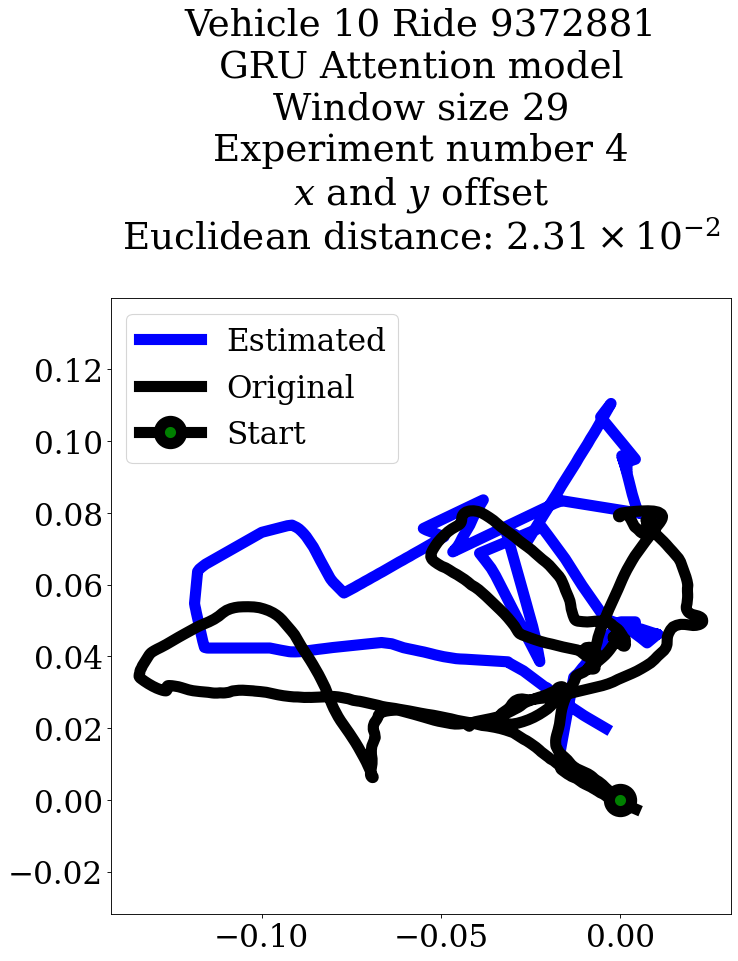 Vehicle 10 Ride 9372881
GRU Attention model
Window size 29
Experiment number 4
x and y offset
Euclidean distance: 2.31 × 10⁻²
Estimated
Original
Start
0.12
0.10
0.08
0.06
0.04
0.02
0.00
−0.02
−0.10 −0.05 0.00